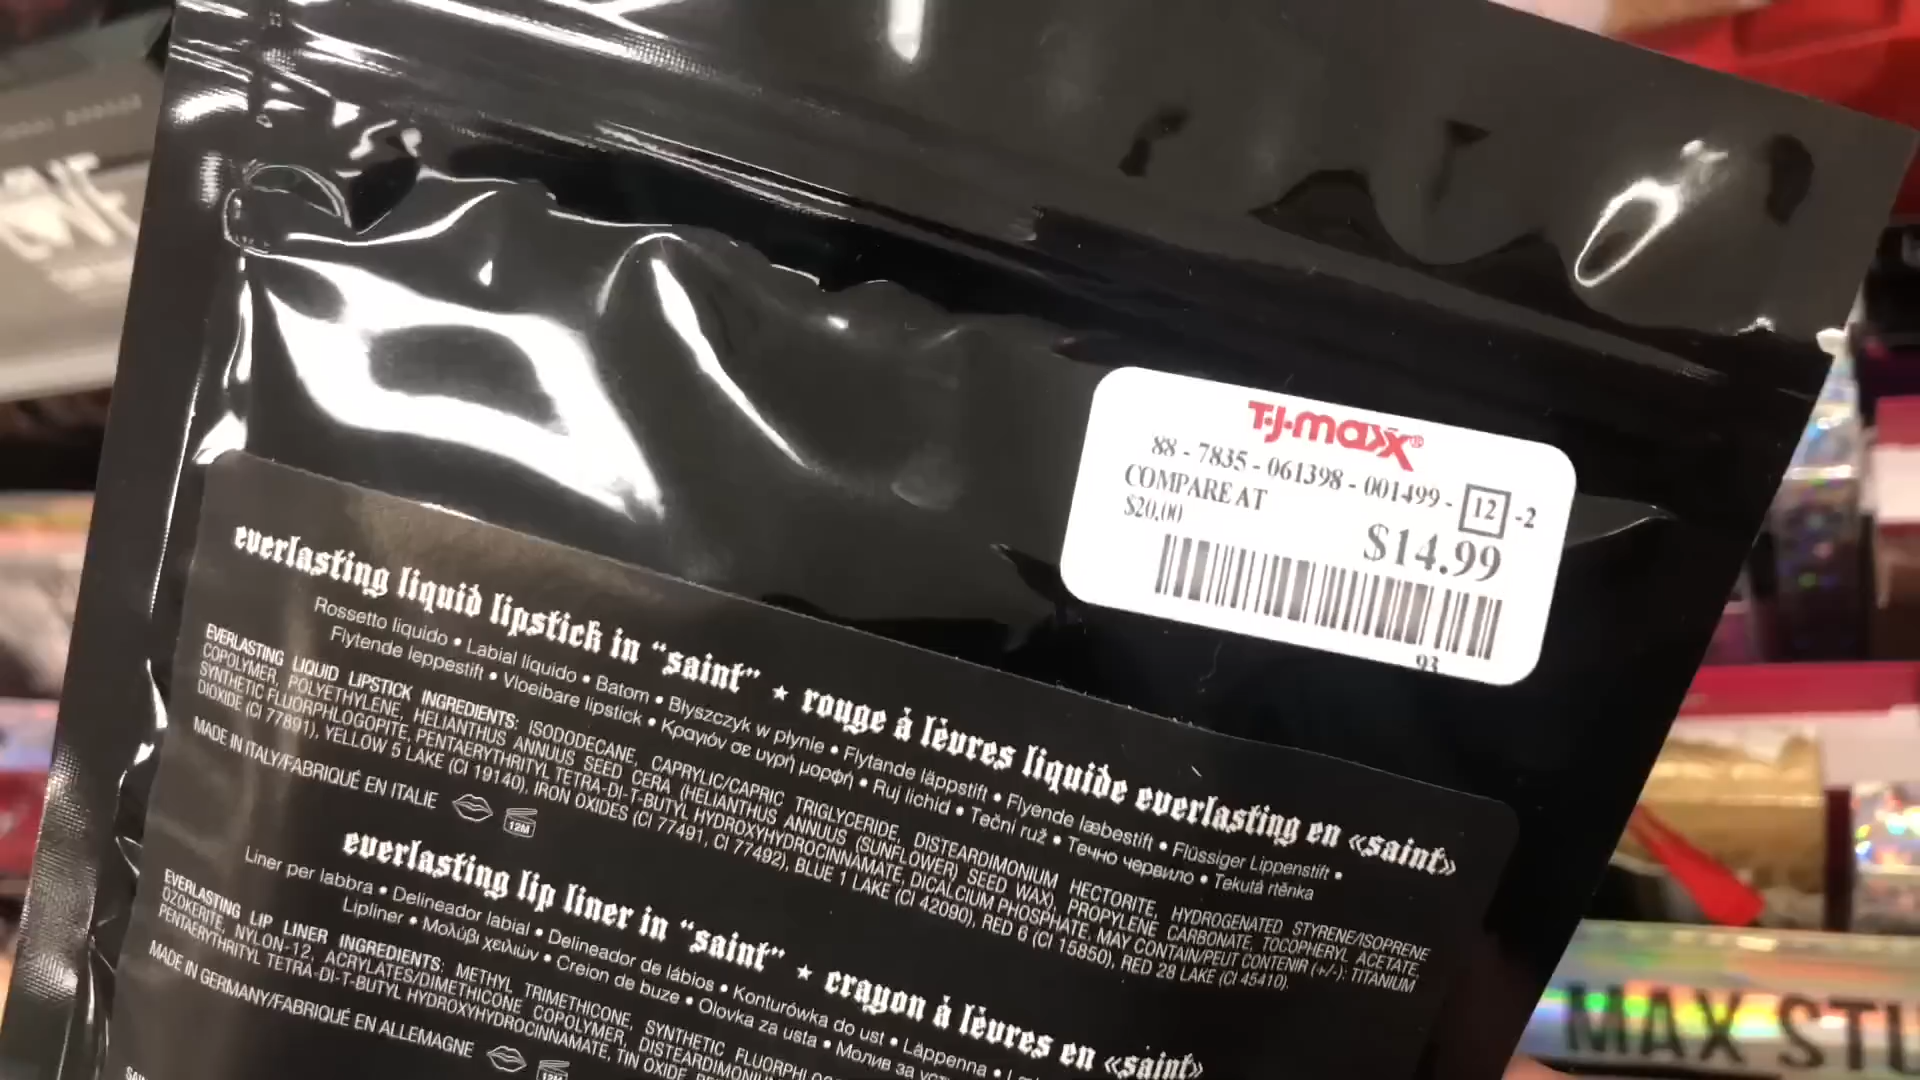 T.J.maxx®
88 - 7835 - 061398 - 001499 - 12 -2
COMPARE AT
$20.00
$14.99
93
everlasting liquid lipstick in “saint” ★ rouge à lèvres liquide everlasting en «saint»
Rossetto liquido • Labial líquido • Batom • Błyszczyk w płynie • Flytande läppstift • Flyende læbestift • Flüssiger Lippenstift •
Flytende leppestift • Vloeibare lipstick • Κραγιόν σε υγρή μορφή • Ruj lichid • Teční ruž • Течно червило • Tekutá rtěnka
EVERLASTING LIQUID LIPSTICK INGREDIENTS: ISODODECANE, CAPRYLIC/CAPRIC TRIGLYCERIDE, DISTEARDIMONIUM HECTORITE, HYDROGENATED STYRENE/ISOPRENE
COPOLYMER, POLYETHYLENE, HELIANTHUS ANNUUS SEED CERA (HELIANTHUS ANNUUS (SUNFLOWER) SEED WAX), PROPYLENE CARBONATE, TOCOPHERYL ACETATE,
SYNTHETIC FLUORPHLOGOPITE, PENTAERYTHRITYL TETRA-DI-T-BUTYL HYDROXYHYDROCINNAMATE, DICALCIUM PHOSPHATE. MAY CONTAIN/PEUT CONTENIR (+/-): TITANIUM
DIOXIDE (CI 77891), YELLOW 5 LAKE (CI 19140), IRON OXIDES (CI 77491, CI 77492), BLUE 1 LAKE (CI 42090), RED 6 (CI 15850), RED 28 LAKE (CI 45410).
MADE IN ITALY/FABRIQUÉ EN ITALIE
12M
everlasting lip liner in “saint” ★ crayon à lèvres en «saint»
Liner per labbra • Delineador labial • Delineador de lábios • Konturówka do ust • Läppenna •
Lipliner • Μολύβι χειλιών • Creion de buze • Olovka za usta • Молив за
EVERLASTING LIP LINER INGREDIENTS: METHYL TRIMETHICONE, SYNTHETIC
OZOKERITE, NYLON-12, ACRYLATES/DIMETHICONE COPOLYMER,
PENTAERYTHRITYL TETRA-DI-T-BUTYL HYDROXYHYDROCINNAMATE, TIN OXIDE,
MADE IN GERMANY/FABRIQUÉ EN ALLEMAGNE
12M
MAX